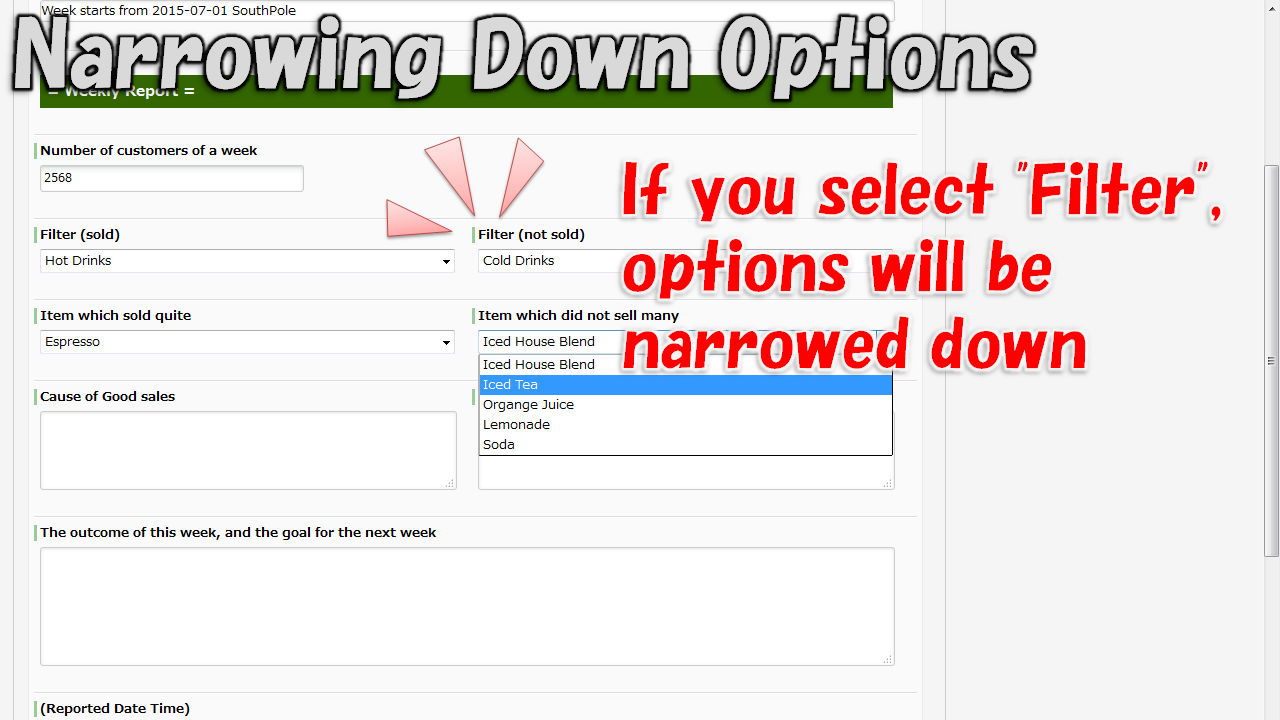 Week starts from 2015-07-01 SouthPole
Narrowing Down Options
= Weekly Report =
Number of customers of a week
2568
If you select "Filter",
options will be
narrowed down
Filter (sold)
Filter (not sold)
Hot Drinks
Cold Drinks
Item which sold quite
Item which did not sell many
Espresso
Iced House Blend
Iced House Blend
Iced Tea
Organge Juice
Lemonade
Soda
Cause of Good sales
The outcome of this week, and the goal for the next week
(Reported Date Time)